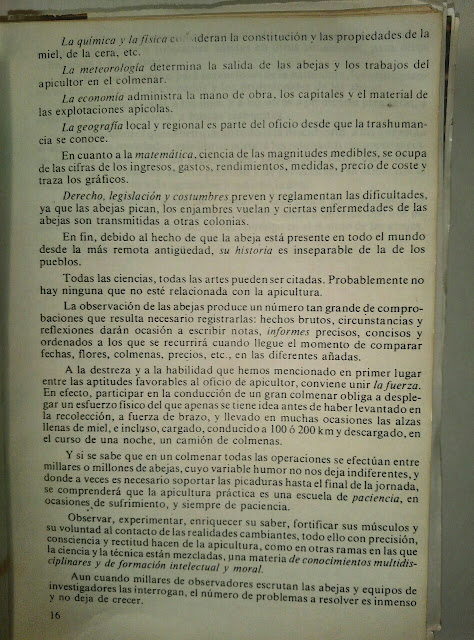 La química y la física consideran la constitución y las propiedades de la
miel, de la cera, etc.
La meteorología determina la salida de las abejas y los trabajos del
apicultor en el colmenar.
La economía administra la mano de obra, los capitales y el material de
las explotaciones apícolas.
La geografía local y regional es parte del oficio desde que la trashuman-
cia se conoce.
En cuanto a la matemática, ciencia de las magnitudes medibles, se ocupa
de las cifras de los ingresos, gastos, rendimientos, medidas, precio de coste y
traza los gráficos.
Derecho, legislación y costumbres preven y reglamentan las dificultades,
ya que las abejas pican, los enjambres vuelan y ciertas enfermedades de las
abejas son transmitidas a otras colonias.
En fin, debido al hecho de que la abeja está presente en todo el mundo
desde la más remota antigüedad, su historia es inseparable de la de los
pueblos.
Todas las ciencias, todas las artes pueden ser citadas. Probablemente no
hay ninguna que no esté relacionada con la apicultura.
La observación de las abejas produce un número tan grande de compro-
baciones que resulta necesario registrarlas: hechos brutos, circunstancias y
reflexiones darán ocasión a escribir notas, informes precisos, concisos y
ordenados a los que se recurrirá cuando llegue el momento de comparar
fechas, flores, colmenas, precios, etc., en las diferentes añadas.
A la destreza y a la habilidad que hemos mencionado en primer lugar
entre las aptitudes favorables al oficio de apicultor, conviene unir la fuerza.
En efecto, participar en la conducción de un gran colmenar obliga a desple-
gar un esfuerzo físico del que apenas se tiene idea antes de haber levantado en
la recolección, a fuerza de brazo, y llevado en muchas ocasiones las alzas
llenas de miel, e incluso, cargado, conducido a 100 ó 200 km y descargado, en
el curso de una noche, un camión de colmenas.
Y si se sabe que en un colmenar todas las operaciones se efectúan entre
millares o millones de abejas, cuyo variable humor no nos deja indiferentes, y
donde a veces es necesario soportar las picaduras hasta el final de la jornada,
se comprenderá que la apicultura práctica es una escuela de paciencia, en
ocasiones de sufrimiento, y siempre de paciencia.
Observar, experimentar, enriquecer su saber, fortificar sus músculos y
su voluntad al contacto de las realidades cambiantes, todo ello con precisión,
consciencia y rectitud hacen de la apicultura, como en otras ramas en las que
la ciencia y la técnica están mezcladas, una materia de conocimientos multidis-
ciplinares y de formación intelectual y moral.
Aun cuando millares de observadores escrutan las abejas y equipos de
investigadores las interrogan, el número de problemas a resolver es inmenso
y no deja de crecer.
16